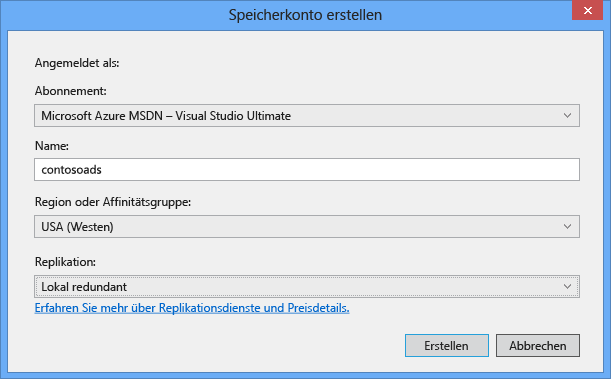 Speicherkonto erstellen
Angemeldet als:
Abonnement:
Microsoft Azure MSDN – Visual Studio Ultimate
Name:
contosoads
Region oder Affinitätsgruppe:
USA (Westen)
Replikation:
Lokal redundant
Erfahren Sie mehr über Replikationsdienste und Preisdetails.
Erstellen Abbrechen